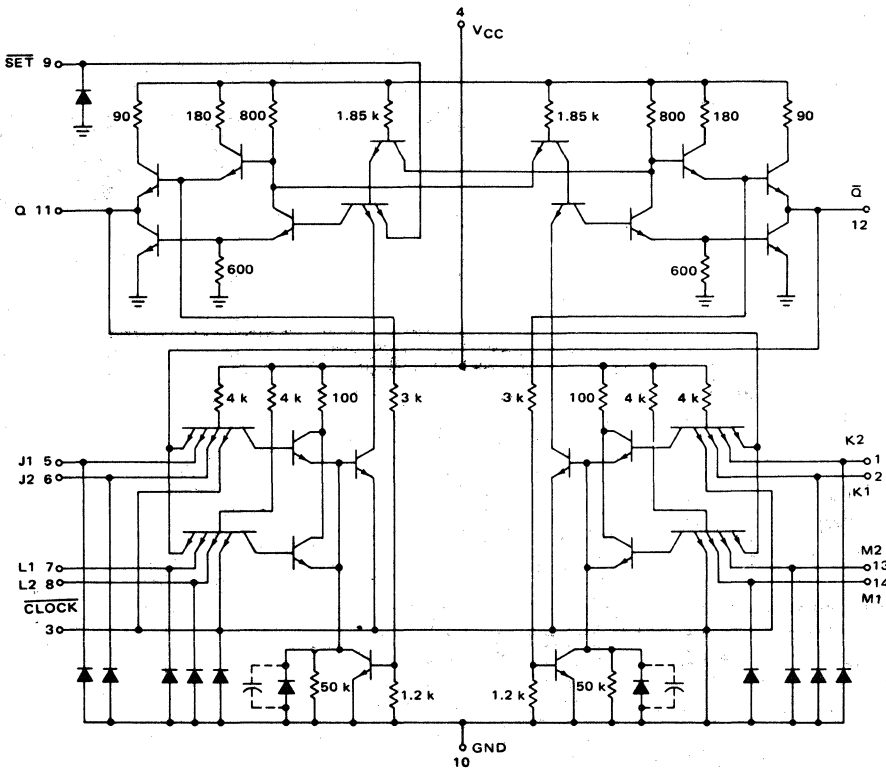 4
VCC
SET 9
90
180
800
1.85 k
1.85 k
800
180
90
Q 11
Q
12
600
600
4 k
4 k
100
3 k
3 k
100
4 k
4 k
J1 5
J2 6
K2
1
2
K1
L1 7
L2 8
M2
13
14
M1
CLOCK
3
50 k
1.2 k
1.2 k
50 k
GND
10